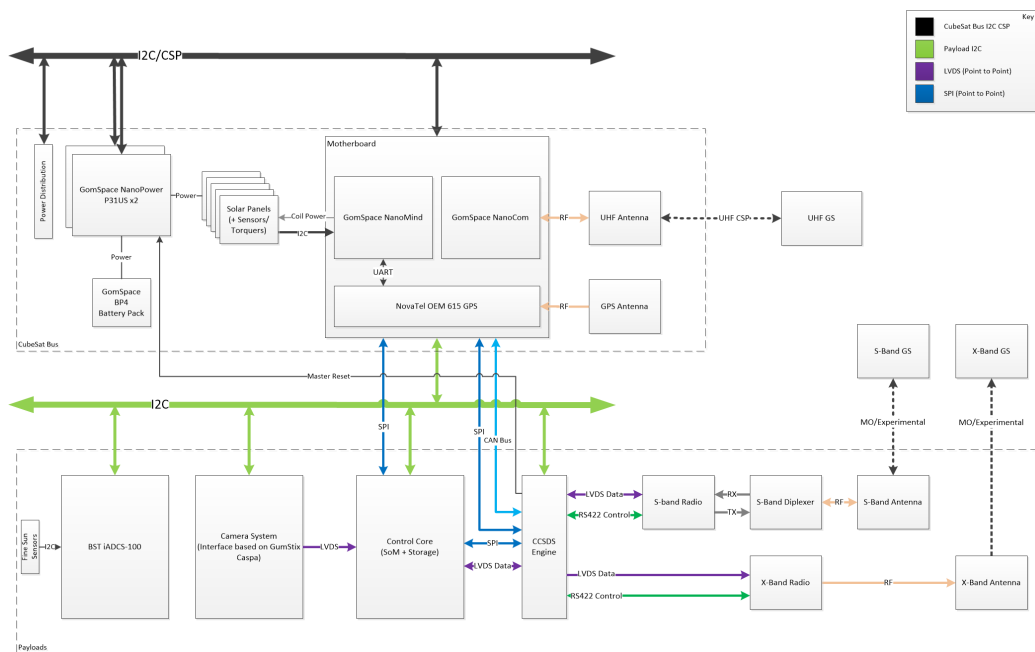 Key
CubeSat Bus I2C CSP
Payload I2C
LVDS (Point to Point)
SPI (Point to Point)
I2C/CSP
Motherboard
Power Distribution
GomSpace NanoPower
P31US x2
Power
Solar Panels
(+ Sensors/
Torquers)
Coil Power
I2C
GomSpace NanoMind
GomSpace NanoCom
RF
UHF Antenna
UHF CSP
UHF GS
Power
UART
GomSpace
BP4
Battery Pack
NovaTel OEM 615 GPS
RF
GPS Antenna
CubeSat Bus
S-Band GS
X-Band GS
Master Reset
I2C
SPI
SPI
CAN Bus
MO/Experimental
MO/Experimental
Fine Sun
Sensors
I2C
BST iADCS-100
Camera System
(Interface based on GumStix
Caspa)
LVDS
Control Core
(SoM + Storage)
SPI
LVDS Data
CCSDS
Engine
LVDS Data
RS422 Control
S-band Radio
RX
TX
S-Band Diplexer
RF
S-Band Antenna
LVDS Data
RS422 Control
X-Band Radio
RF
X-Band Antenna
Payloads